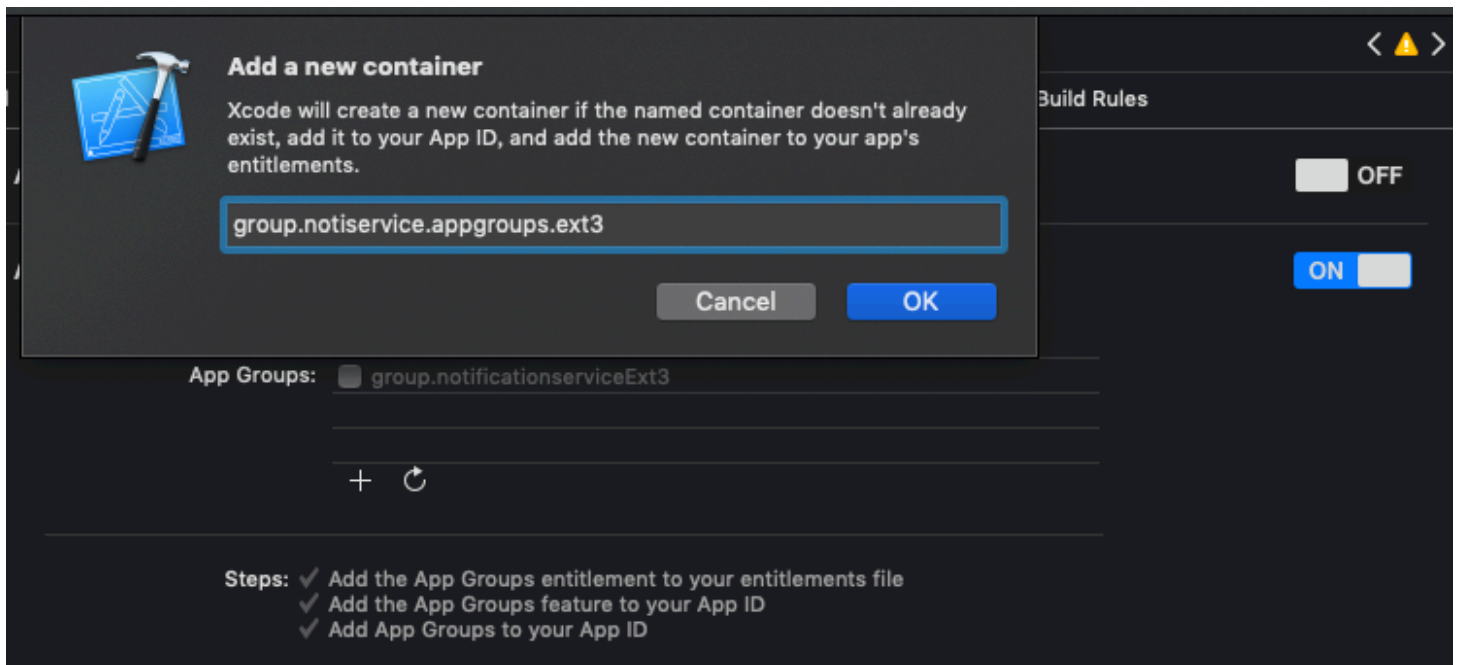 Add a new container
Xcode will create a new container if the named container doesn't already
exist, add it to your App ID, and add the new container to your app's
entitlements.
group.notiservice.appgroups.ext3
Cancel
OK
Build Rules
OFF
ON
App Groups: group.notificationserviceExt3
Steps: ✓ Add the App Groups entitlement to your entitlements file
✓ Add the App Groups feature to your App ID
✓ Add App Groups to your App ID